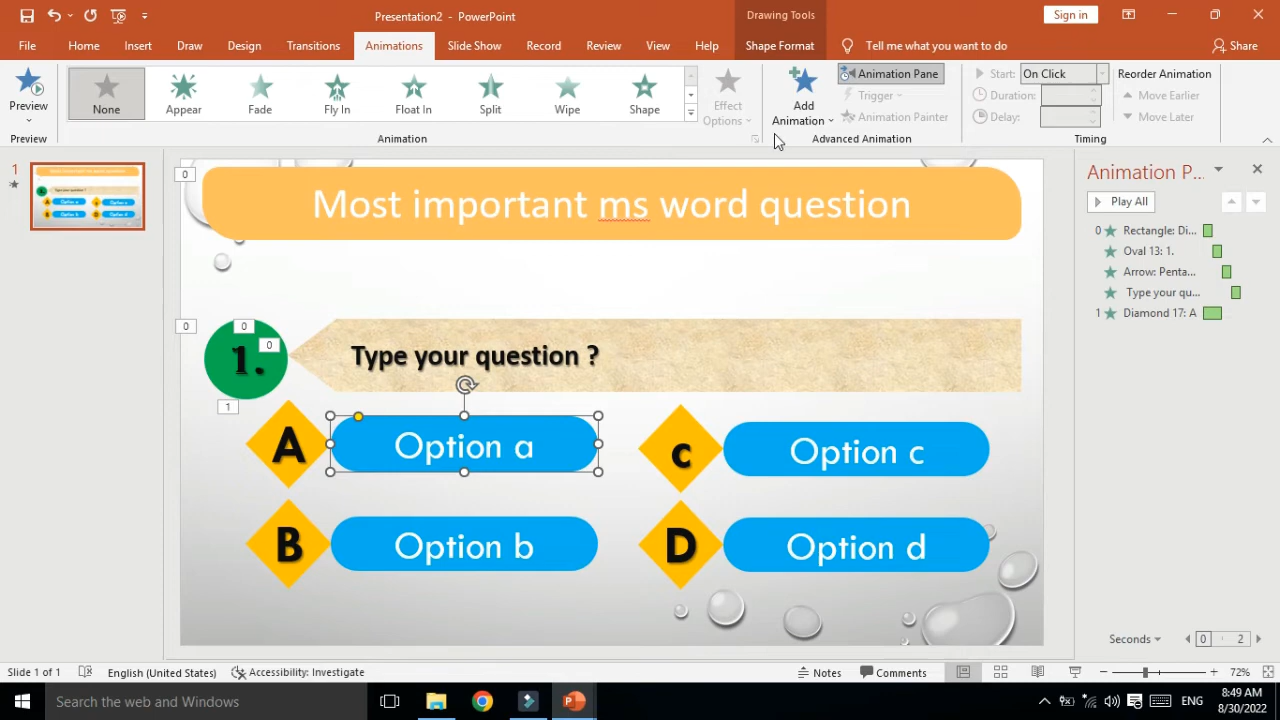 Presentation2 - PowerPoint
Drawing Tools
Sign in
File Home Insert Draw Design Transitions Animations Slide Show Record Review View Help Shape Format Tell me what you want to do Share
Preview
None Appear Fade Fly In Float In Split Wipe Shape
Effect Options
Add Animation
Animation Pane
Trigger
Animation Painter
Start: On Click
Duration:
Delay:
Reorder Animation
Move Earlier
Move Later
Preview Animation Advanced Animation Timing
1
0
Most important ms word question
0 0
0
1.
Type your question ?
1
A Option a
c Option c
B Option b
D Option d
Animation P...
Play All
0 Rectangle: Di...
Oval 13: 1.
Arrow: Penta...
Type your qu...
1 Diamond 17: A
Seconds 0 2
Slide 1 of 1 English (United States) Accessibility: Investigate Notes Comments 72%
Search the web and Windows
ENG
8:49 AM
8/30/2022